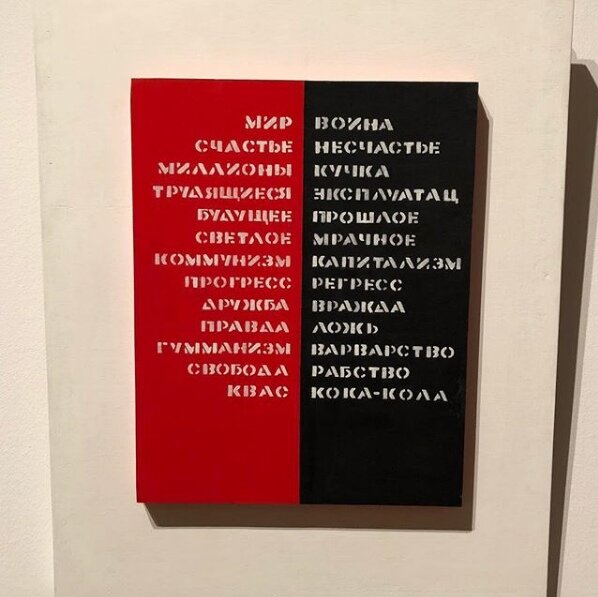 МИР ВОИНА
СЧАСТЬЕ НЕСЧАСТЬЕ
МИЛЛИОНЫ КУЧКА
ТРУДЯЩИЕСЯ ЭКСПЛУАТАЦ
БУДУЩЕЕ ПРОШЛОЕ
СВЕТЛОЕ МРАЧНОЕ
КОММУНИЗМ КАПИТАЛИЗМ
ПРОГРЕСС РЕГРЕСС
ДРУЖБА ВРАЖДА
ПРАВДА ЛОЖЬ
ГУММАНИЗМ ВАРВАРСТВО
СВОБОДА РАБСТВО
КВАС КОКА-КОЛА